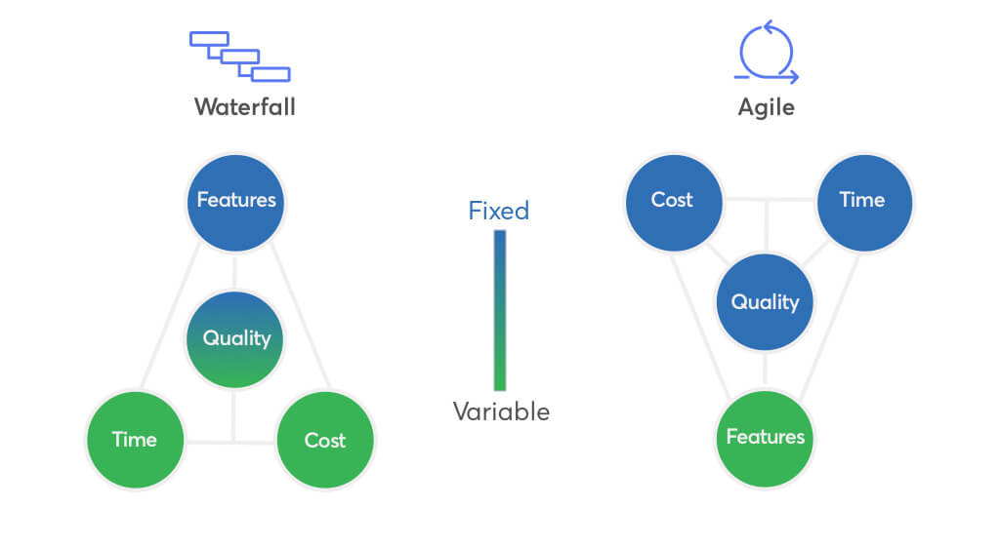 Waterfall
Features
Quality
Time
Cost
Fixed
Variable
Agile
Cost
Time
Quality
Features